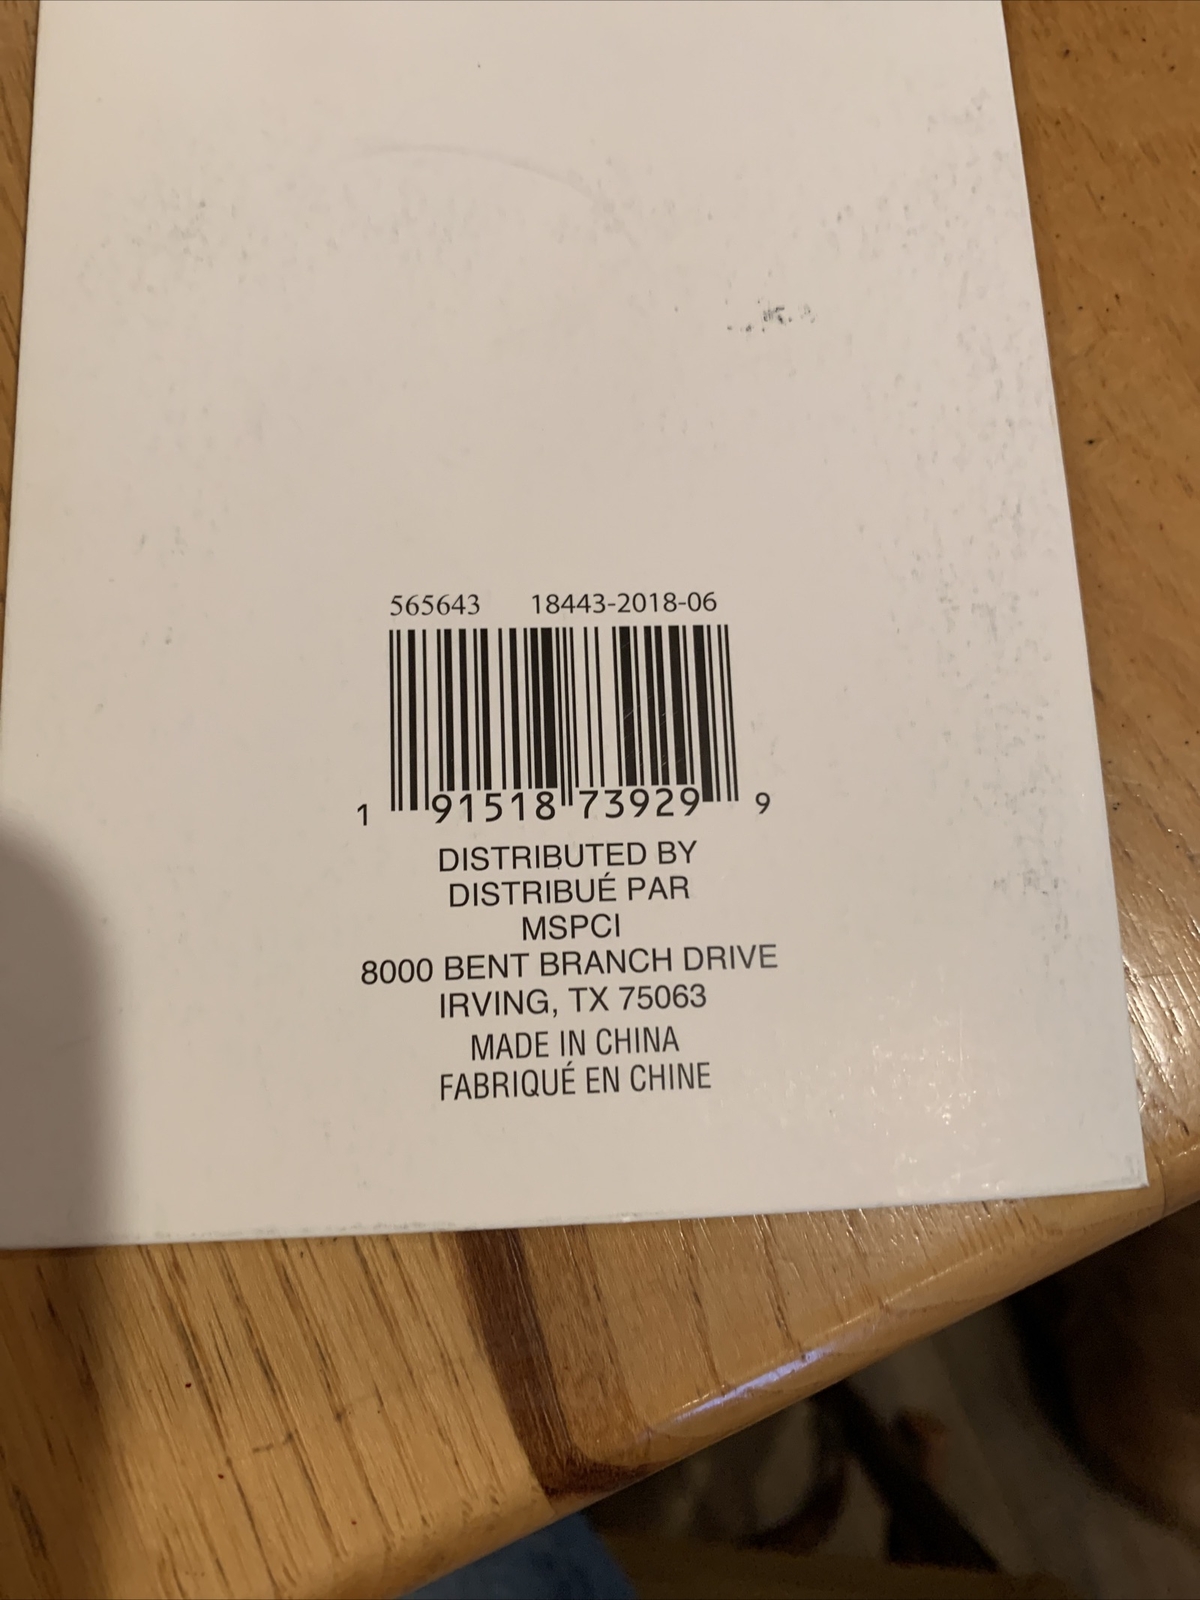 565643 18443-2018-06
1 91518 73929 9
DISTRIBUTED BY
DISTRIBUÉ PAR
MSPCI
8000 BENT BRANCH DRIVE
IRVING, TX 75063
MADE IN CHINA
FABRIQUÉ EN CHINE